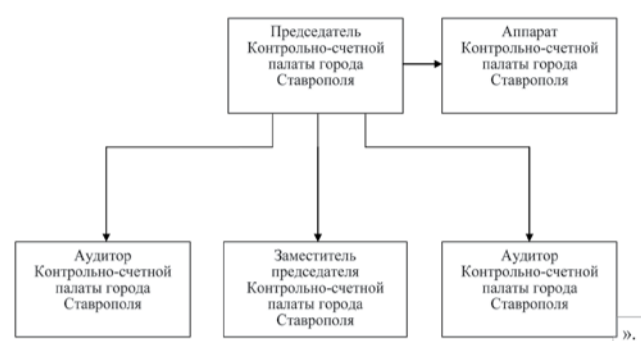 Председатель
Контрольно-счетной
палаты города
Ставрополя
Аппарат
Контрольно-счетной
палаты города
Ставрополя
Аудитор
Контрольно-счетной
палаты города
Ставрополя
Заместитель
председателя
Контрольно-счетной
палаты города
Ставрополя
Аудитор
Контрольно-счетной
палаты города
Ставрополя
».